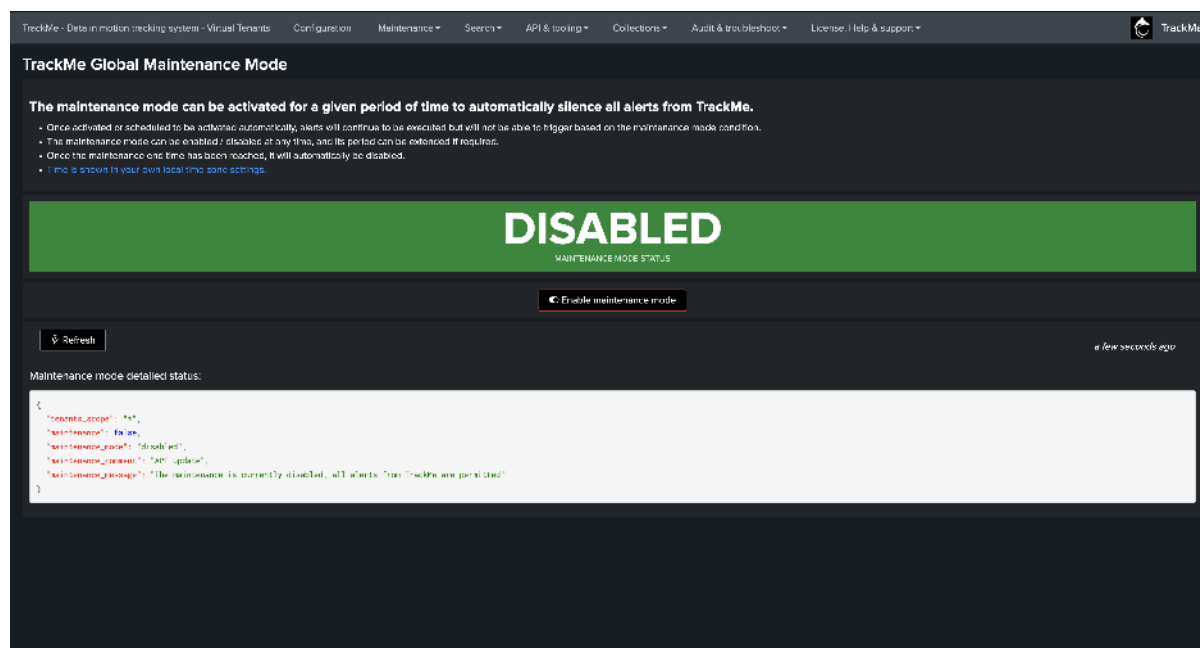 TrackMe - Data in motion tracking system - Virtual Tenants Configuration Maintenance Search API & tooling Collections Audit & troubleshoot License, Help & support TrackMe
TrackMe Global Maintenance Mode
The maintenance mode can be activated for a given period of time to automatically silence all alerts from TrackMe.
• Once activated or scheduled to be activated automatically, alerts will continue to be executed but will not be able to trigger based on the maintenance mode condition.
• The maintenance mode can be enabled / disabled at any time, and its period can be extended if required.
• Once the maintenance end time has been reached, it will automatically be disabled.
• Time is shown in your own local time zone settings.
DISABLED
MAINTENANCE MODE STATUS
Enable maintenance mode
Refresh
a few seconds ago
Maintenance mode detailed status:
{
"tenants_scope": "*",
"maintenance": false,
"maintenance_mode": "disabled",
"maintenance_comment": "API update",
"maintenance_message": "The maintenance is currently disabled, all alerts from TrackMe are permitted"
}